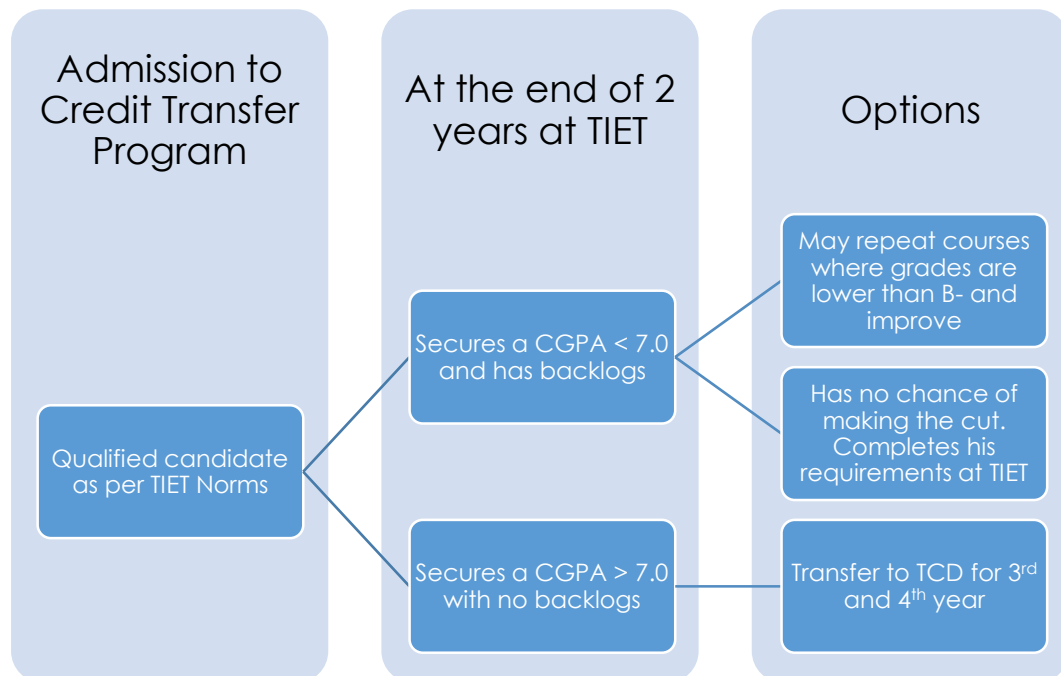 Admission to
Credit Transfer
Program
At the end of 2
years at TIET
Options
Qualified candidate
as per TIET Norms
Secures a CGPA < 7.0
and has backlogs
Secures a CGPA > 7.0
with no backlogs
May repeat courses
where grades are
lower than B- and
improve
Has no chance of
making the cut.
Completes his
requirements at TIET
Transfer to TCD for 3rd
and 4th year